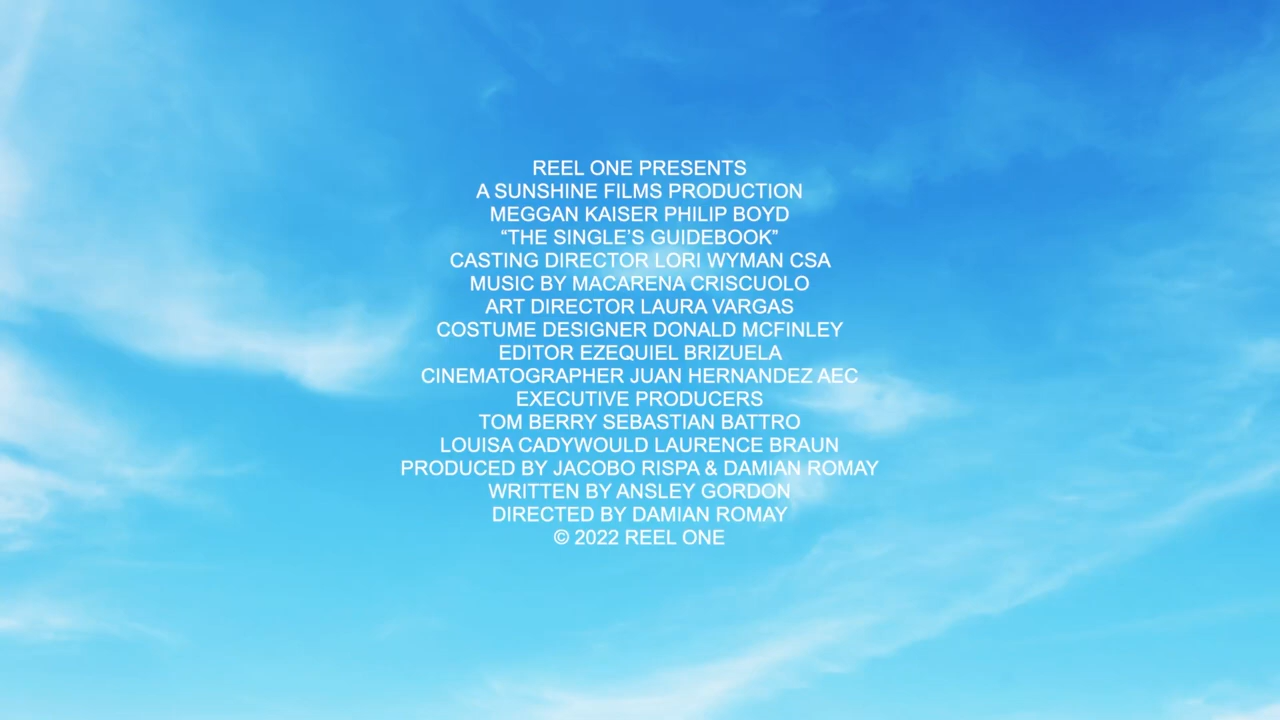 REEL ONE PRESENTS
A SUNSHINE FILMS PRODUCTION
MEGGAN KAISER PHILIP BOYD
“THE SINGLE’S GUIDEBOOK”
CASTING DIRECTOR LORI WYMAN CSA
MUSIC BY MACARENA CRISCUOLO
ART DIRECTOR LAURA VARGAS
COSTUME DESIGNER DONALD MCFINLEY
EDITOR EZEQUIEL BRIZUELA
CINEMATOGRAPHER JUAN HERNANDEZ AEC
EXECUTIVE PRODUCERS
TOM BERRY SEBASTIAN BATTRO
LOUISA CADYWOULD LAURENCE BRAUN
PRODUCED BY JACOBO RISPA & DAMIAN ROMAY
WRITTEN BY ANSLEY GORDON
DIRECTED BY DAMIAN ROMAY
© 2022 REEL ONE